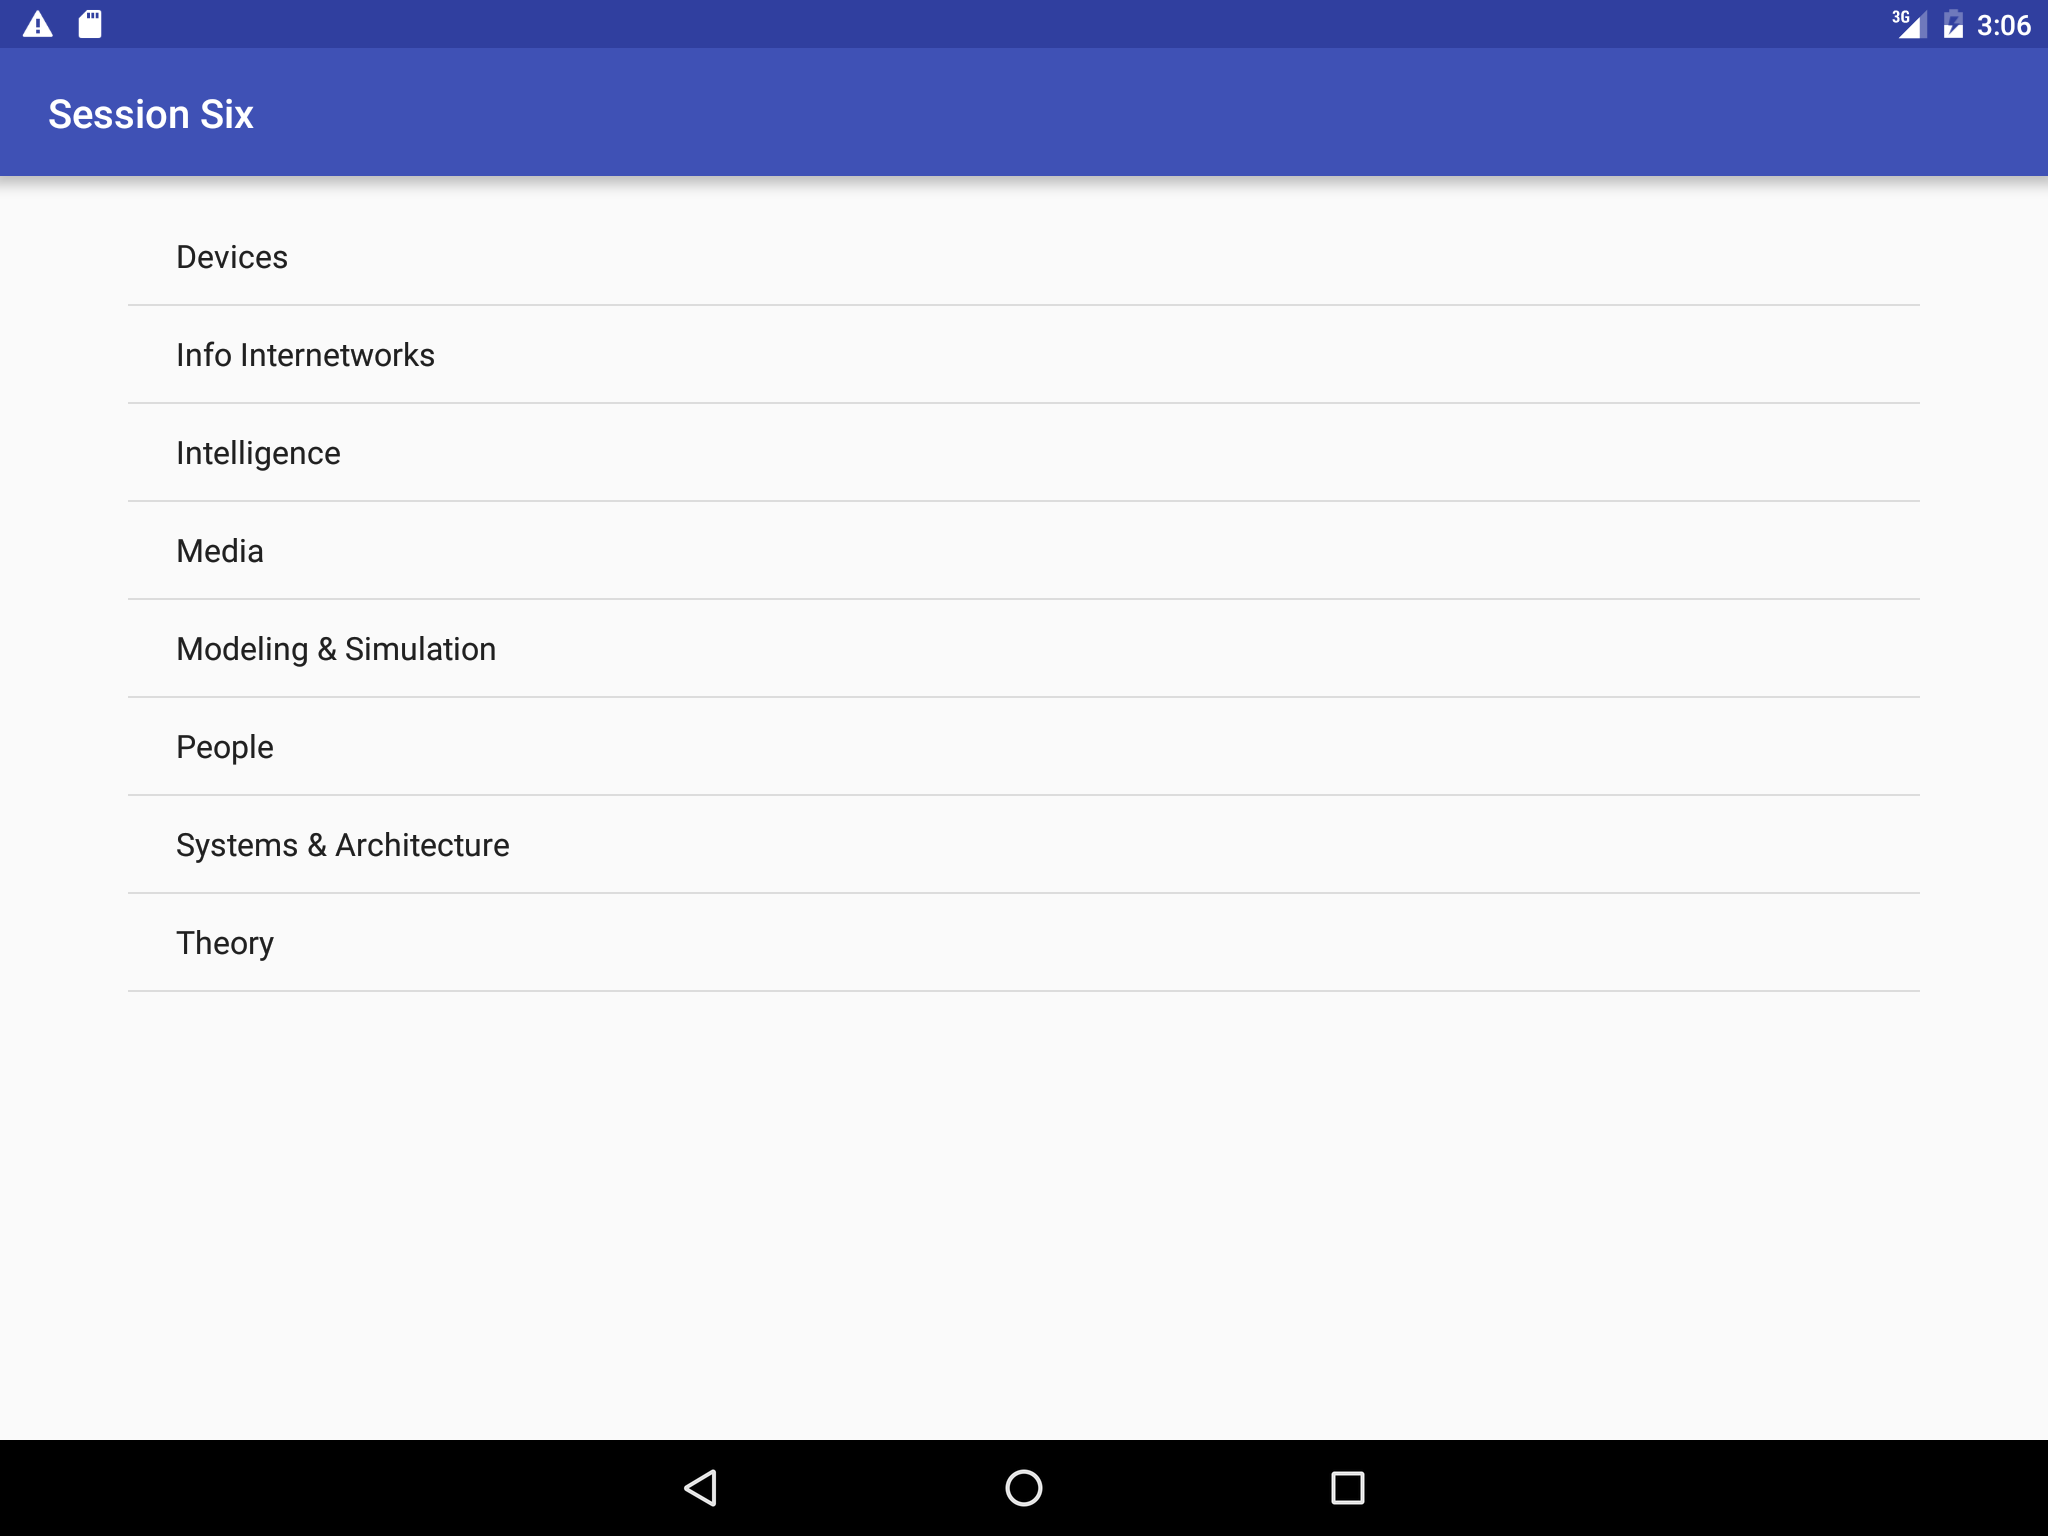 3G 3:06
Session Six
Devices
Info Internetworks
Intelligence
Media
Modeling & Simulation
People
Systems & Architecture
Theory